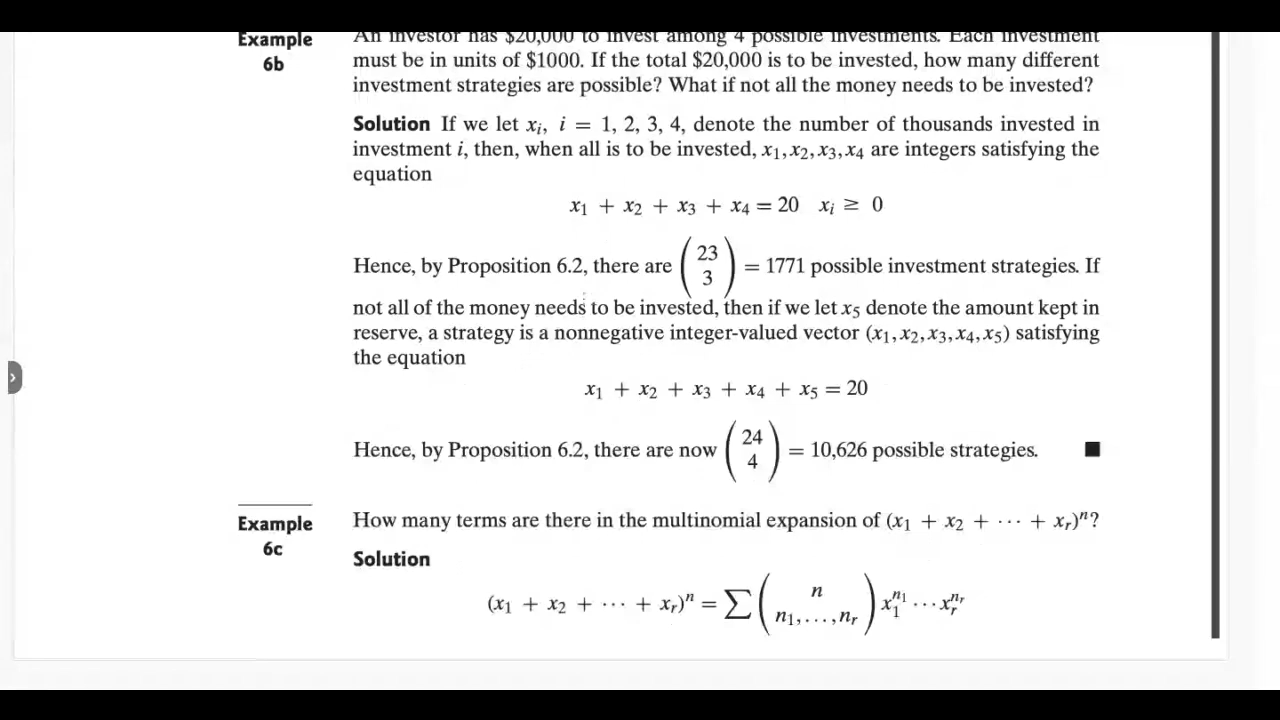 Example 6b
An investor has $20,000 to invest among 4 possible investments. Each investment
must be in units of $1000. If the total $20,000 is to be invested, how many different
investment strategies are possible? What if not all the money needs to be invested?
Solution If we let xᵢ, i = 1, 2, 3, 4, denote the number of thousands invested in
investment i, then, when all is to be invested, x₁, x₂, x₃, x₄ are integers satisfying the
equation
x₁ + x₂ + x₃ + x₄ = 20 xᵢ ≥ 0
Hence, by Proposition 6.2, there are (23 3) = 1771 possible investment strategies. If
not all of the money needs to be invested, then if we let x₅ denote the amount kept in
reserve, a strategy is a nonnegative integer-valued vector (x₁, x₂, x₃, x₄, x₅) satisfying
the equation
x₁ + x₂ + x₃ + x₄ + x₅ = 20
Hence, by Proposition 6.2, there are now (24 4) = 10,626 possible strategies. ■
Example 6c
How many terms are there in the multinomial expansion of (x₁ + x₂ + ··· + xᵣ)ⁿ?
Solution
(x₁ + x₂ + ··· + xᵣ)ⁿ = ∑ (n n₁, . . . , nᵣ) x₁^n₁ ··· xᵣ^nᵣ